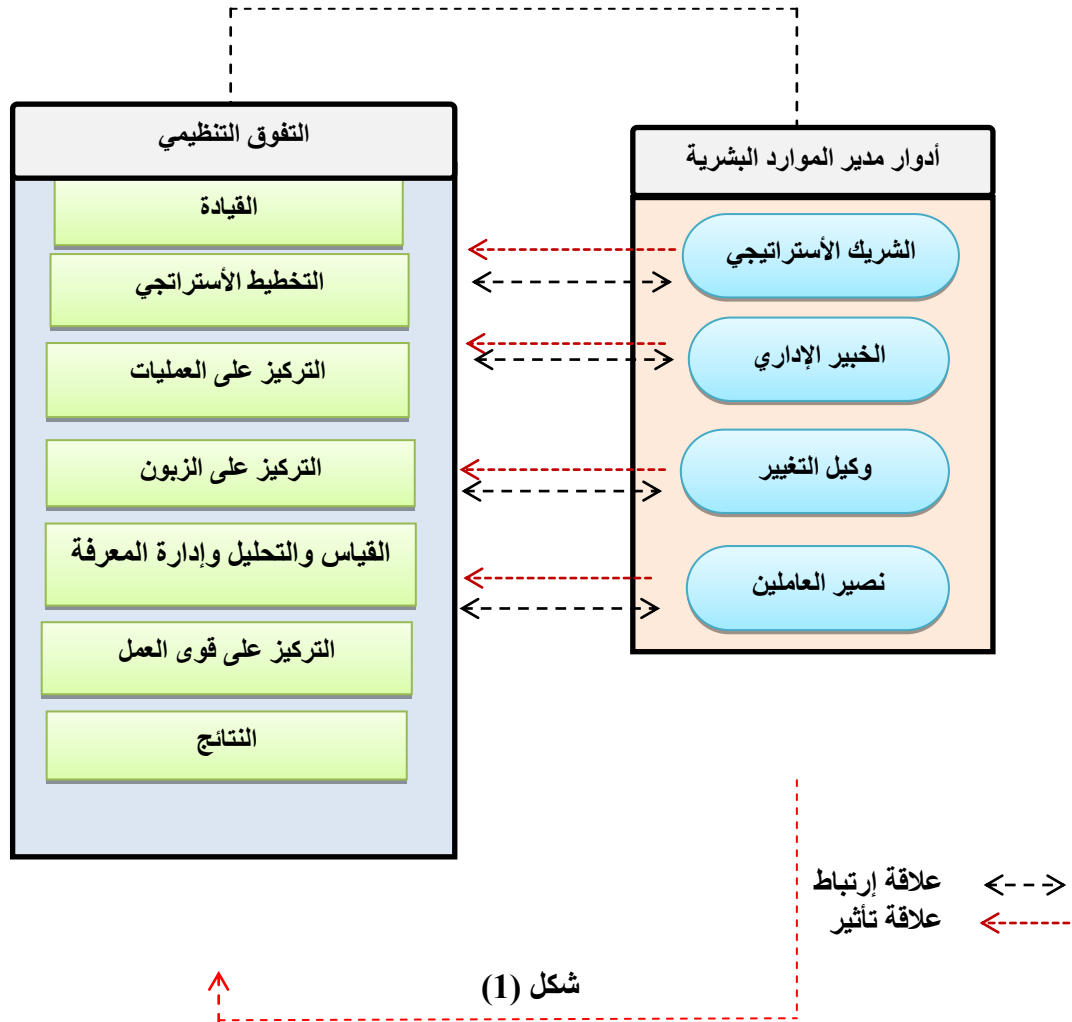 أدوار مدير الموارد البشرية
الشريك الأستراتيجي
الخبير الإداري
وكيل التغيير
نصير العاملين
التفوق التنظيمي
القيادة
التخطيط الأستراتجي
التركيز على العمليات
التركيز على الزبون
القياس والتحليل وإدارة المعرفة
التركيز على قوى العمل
النتائج
علاقة إرتباط
علاقة تأثير
شكل (1)